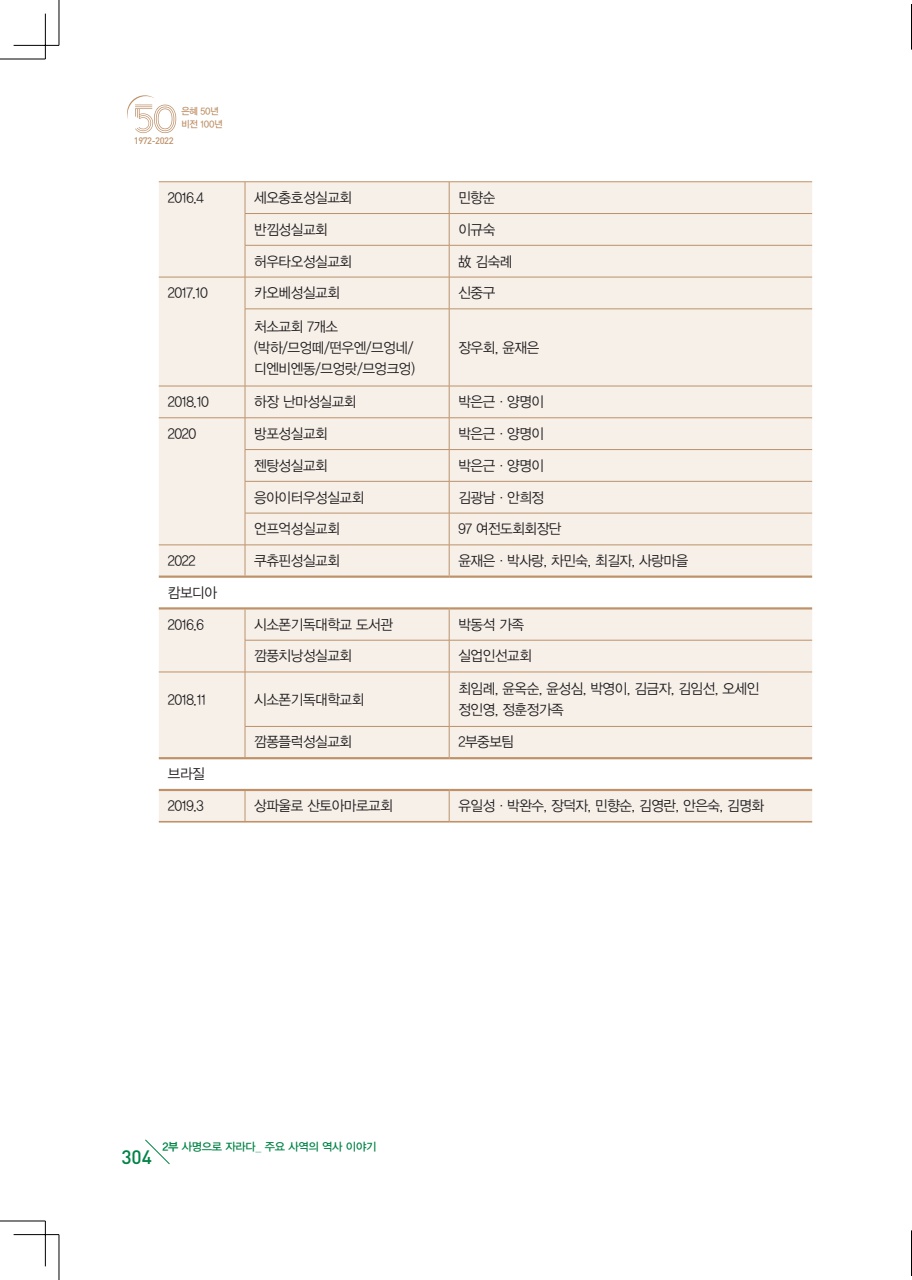 50 은혜 50년
비전 100년
1972-2022
2016.4 세오충호성실교회 민향순
반낌성실교회 이규숙
허우타오성실교회 故 김숙례
2017.10 카오베성실교회 신중구
처소교회 7개소
(박하/므엉떼/떤우엔/므엉네/
디엔비엔동/므엉랏/므엉크엉) 장우회, 윤재은
2018.10 하장 난마성실교회 박은근 · 양명이
2020 방포성실교회 박은근 · 양명이
젠탕성실교회 박은근 · 양명이
응아이터우성실교회 김광남 · 안희정
언프억성실교회 97 여전도회회장단
2022 쿠츄핀성실교회 윤재은 · 박사랑, 차민숙, 최길자, 사랑마을
캄보디아
2016.6 시소폰기독대학교 도서관 박동석 가족
깜풍치낭성실교회 실업인선교회
2018.11 시소폰기독대학교회 최임례, 윤옥순, 윤성심, 박영이, 김금자, 김임선, 오세인
정인영, 정훈정가족
깜퐁플럭성실교회 2부중보팀
브라질
2019.3 상파울로 산토아마로교회 유일성 · 박완수, 장덕자, 민향순, 김영란, 안은숙, 김명화
304 2부 사명으로 자라다_ 주요 사역의 역사 이야기